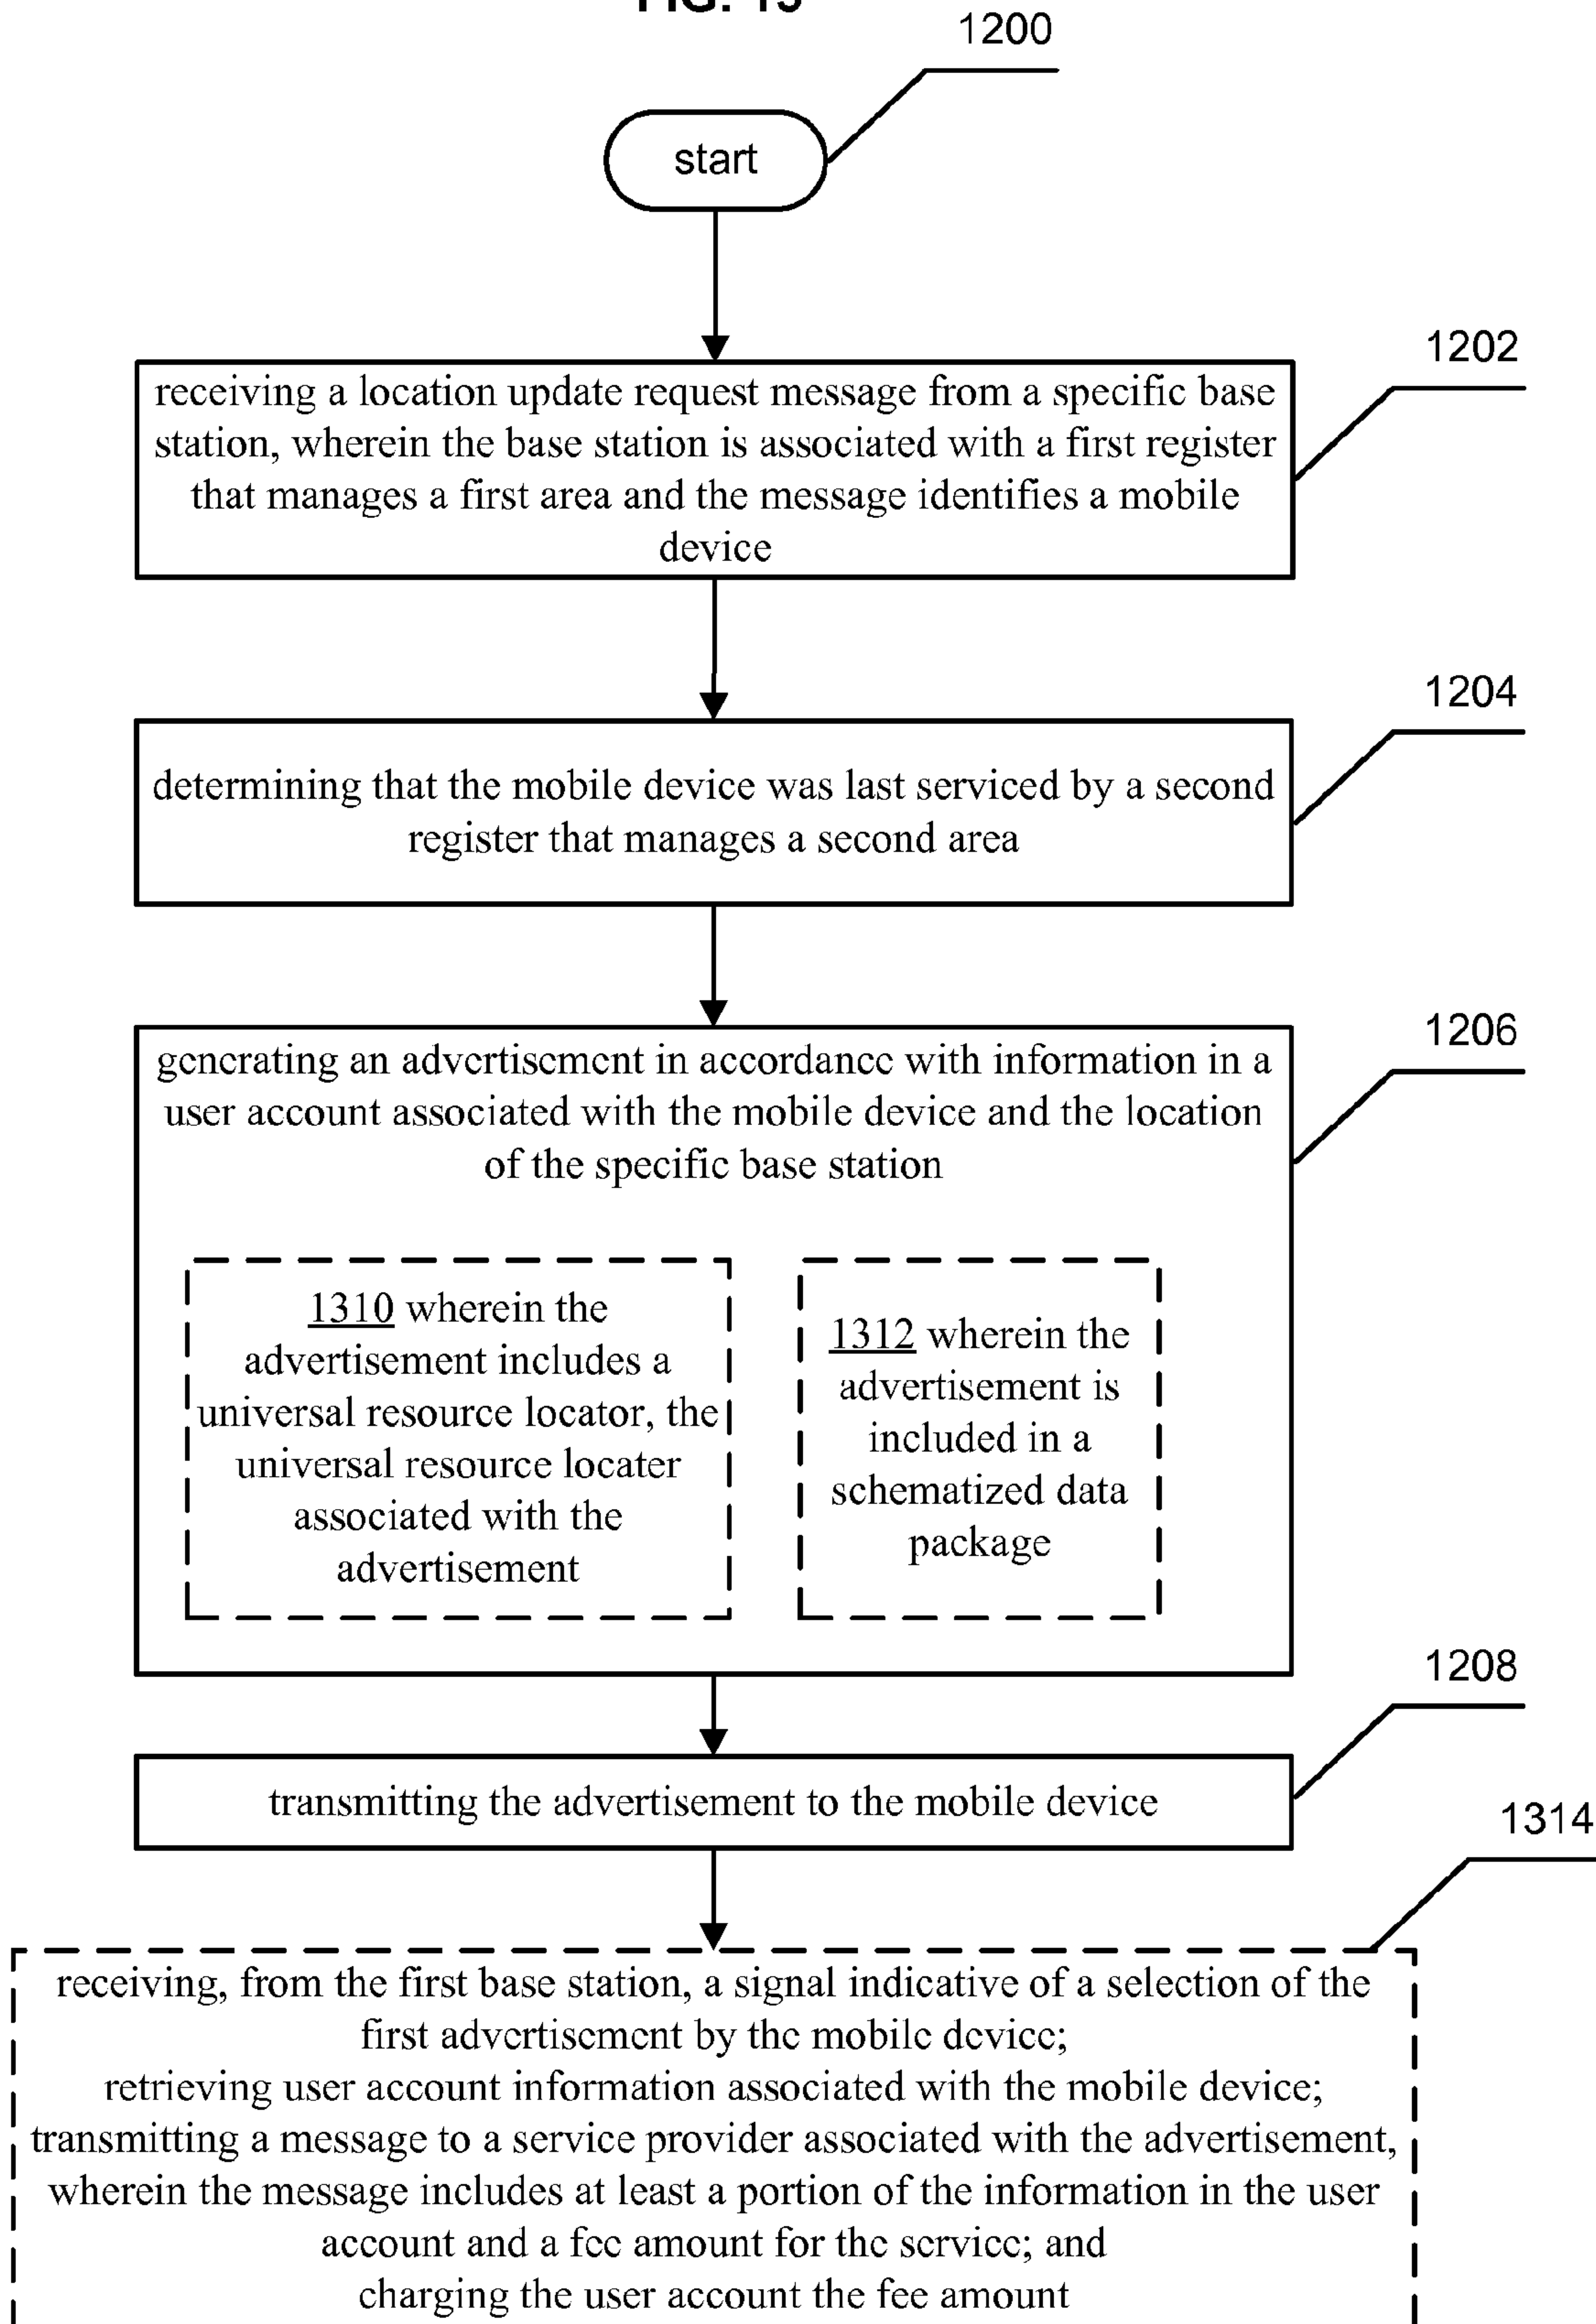 FIG. 13
1200
start
1202
receiving a location update request message from a specific base
station, wherein the base station is associated with a first register
that manages a first area and the message identifies a mobile
device
1204
determining that the mobile device was last serviced by a second
register that manages a second area
1206
generating an advertisement in accordance with information in a
user account associated with the mobile device and the location
of the specific base station
1310 wherein the
advertisement includes a
universal resource locator, the
universal resource locater
associated with the
advertisement
1312 wherein the
advertisement is
included in a
schematized data
package
1208
transmitting the advertisement to the mobile device
1314
receiving, from the first base station, a signal indicative of a selection of the
first advertisement by the mobile device;
retrieving user account information associated with the mobile device;
transmitting a message to a service provider associated with the advertisement,
wherein the message includes at least a portion of the information in the user
account and a fee amount for the service; and
charging the user account the fee amount